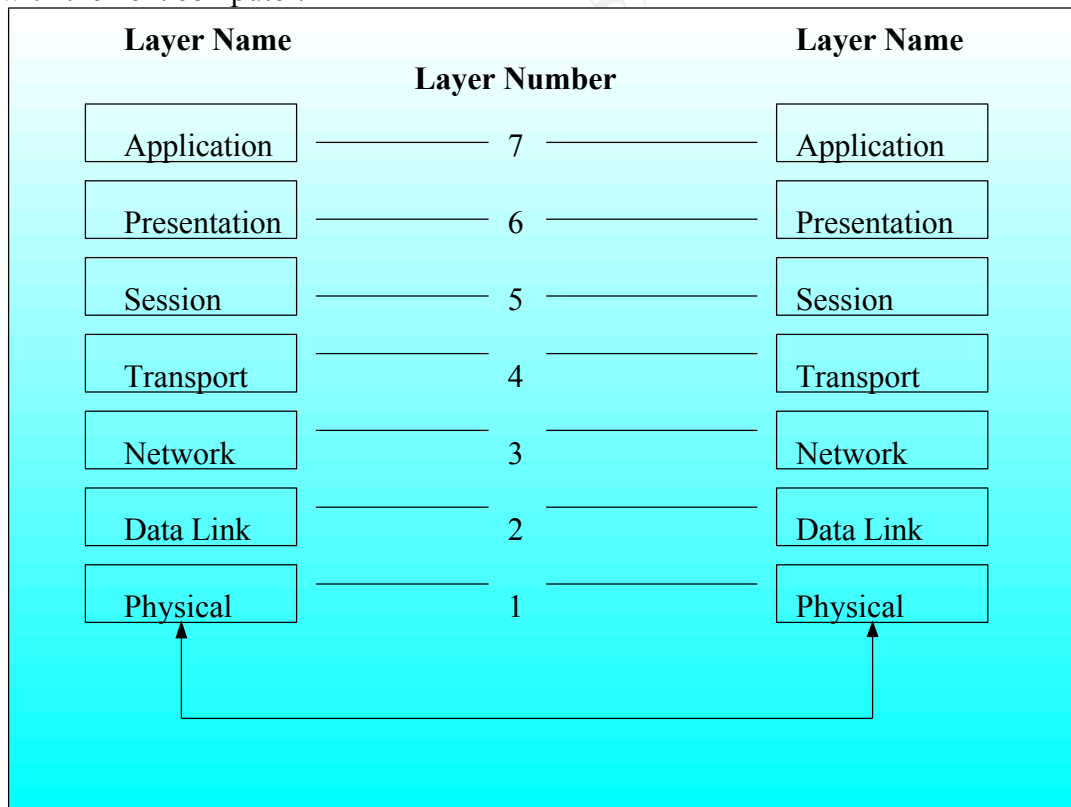 Layer Name Layer Name
Layer Number
Application 7 Application
Presentation 6 Presentation
Session 5 Session
Transport 4 Transport
Network 3 Network
Data Link 2 Data Link
Physical 1 Physical